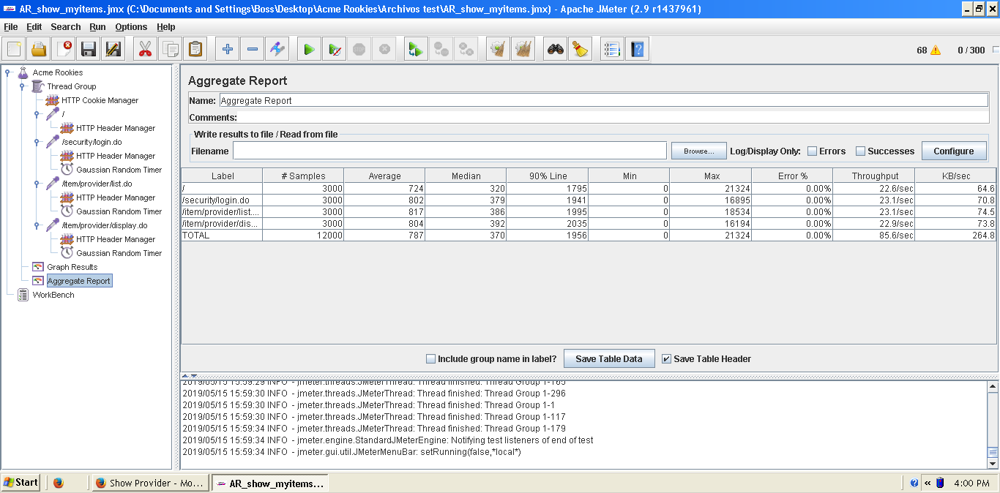 AR_show_myitems.jmx (C:\Documents and Settings\Boss\Desktop\Acme Rookies\Archivos test\AR_show_myitems.jmx) - Apache JMeter (2.9 r1437961)
File Edit Search Run Options Help
68 0 / 300
Acme Rookies
Thread Group
HTTP Cookie Manager
/
HTTP Header Manager
/security/login.do
HTTP Header Manager
Gaussian Random Timer
/item/provider/list.do
HTTP Header Manager
Gaussian Random Timer
/item/provider/display.do
HTTP Header Manager
Gaussian Random Timer
Graph Results
Aggregate Report
WorkBench
Aggregate Report
Name: Aggregate Report
Comments:
Write results to file / Read from file
Filename Browse... Log/Display Only: Errors Successes Configure
Label # Samples Average Median 90% Line Min Max Error % Throughput KB/sec
/ 3000 724 320 1795 0 21324 0.00% 22.6/sec 64.6
/security/login.do 3000 802 379 1941 0 16895 0.00% 23.1/sec 70.8
/item/provider/list.... 3000 817 386 1995 0 18534 0.00% 23.1/sec 74.5
/item/provider/dis... 3000 804 392 2035 0 16194 0.00% 22.9/sec 73.8
TOTAL 12000 787 370 1956 0 21324 0.00% 85.6/sec 264.8
Include group name in label? Save Table Data Save Table Header
2019/05/15 15:59:29 INFO - jmeter.threads.JMeterThread: Thread finished: Thread Group 1-165
2019/05/15 15:59:30 INFO - jmeter.threads.JMeterThread: Thread finished: Thread Group 1-296
2019/05/15 15:59:30 INFO - jmeter.threads.JMeterThread: Thread finished: Thread Group 1-1
2019/05/15 15:59:30 INFO - jmeter.threads.JMeterThread: Thread finished: Thread Group 1-117
2019/05/15 15:59:34 INFO - jmeter.threads.JMeterThread: Thread finished: Thread Group 1-179
2019/05/15 15:59:34 INFO - jmeter.engine.StandardJMeterEngine: Notifying test listeners of end of test
2019/05/15 15:59:34 INFO - jmeter.gui.util.JMeterMenuBar: setRunning(false,*local*)
Start Show Provider - Mo... AR_show_myitems... « 4:00 PM